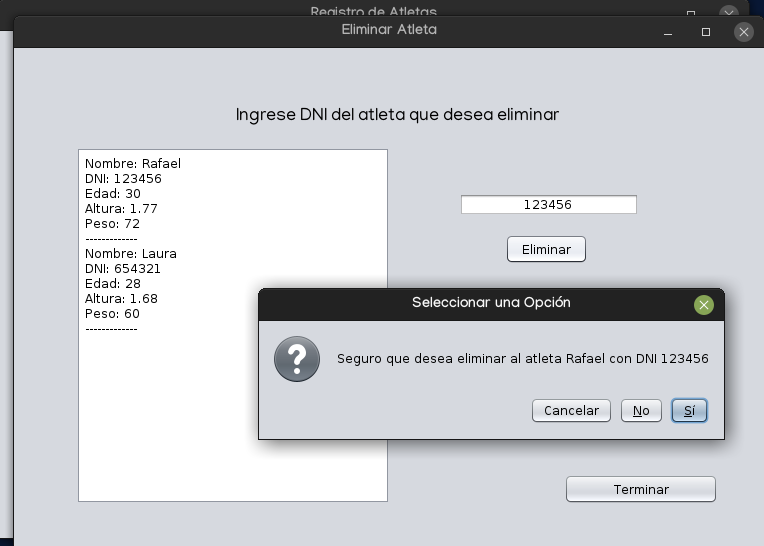 Registro de Atletas
Eliminar Atleta
Ingrese DNI del atleta que desea eliminar
Nombre: Rafael
DNI: 123456
Edad: 30
Altura: 1.77
Peso: 72
-------------
Nombre: Laura
DNI: 654321
Edad: 28
Altura: 1.68
Peso: 60
-------------
123456
Eliminar
Seleccionar una Opción
Seguro que desea eliminar al atleta Rafael con DNI 123456
Cancelar No Sí
Terminar